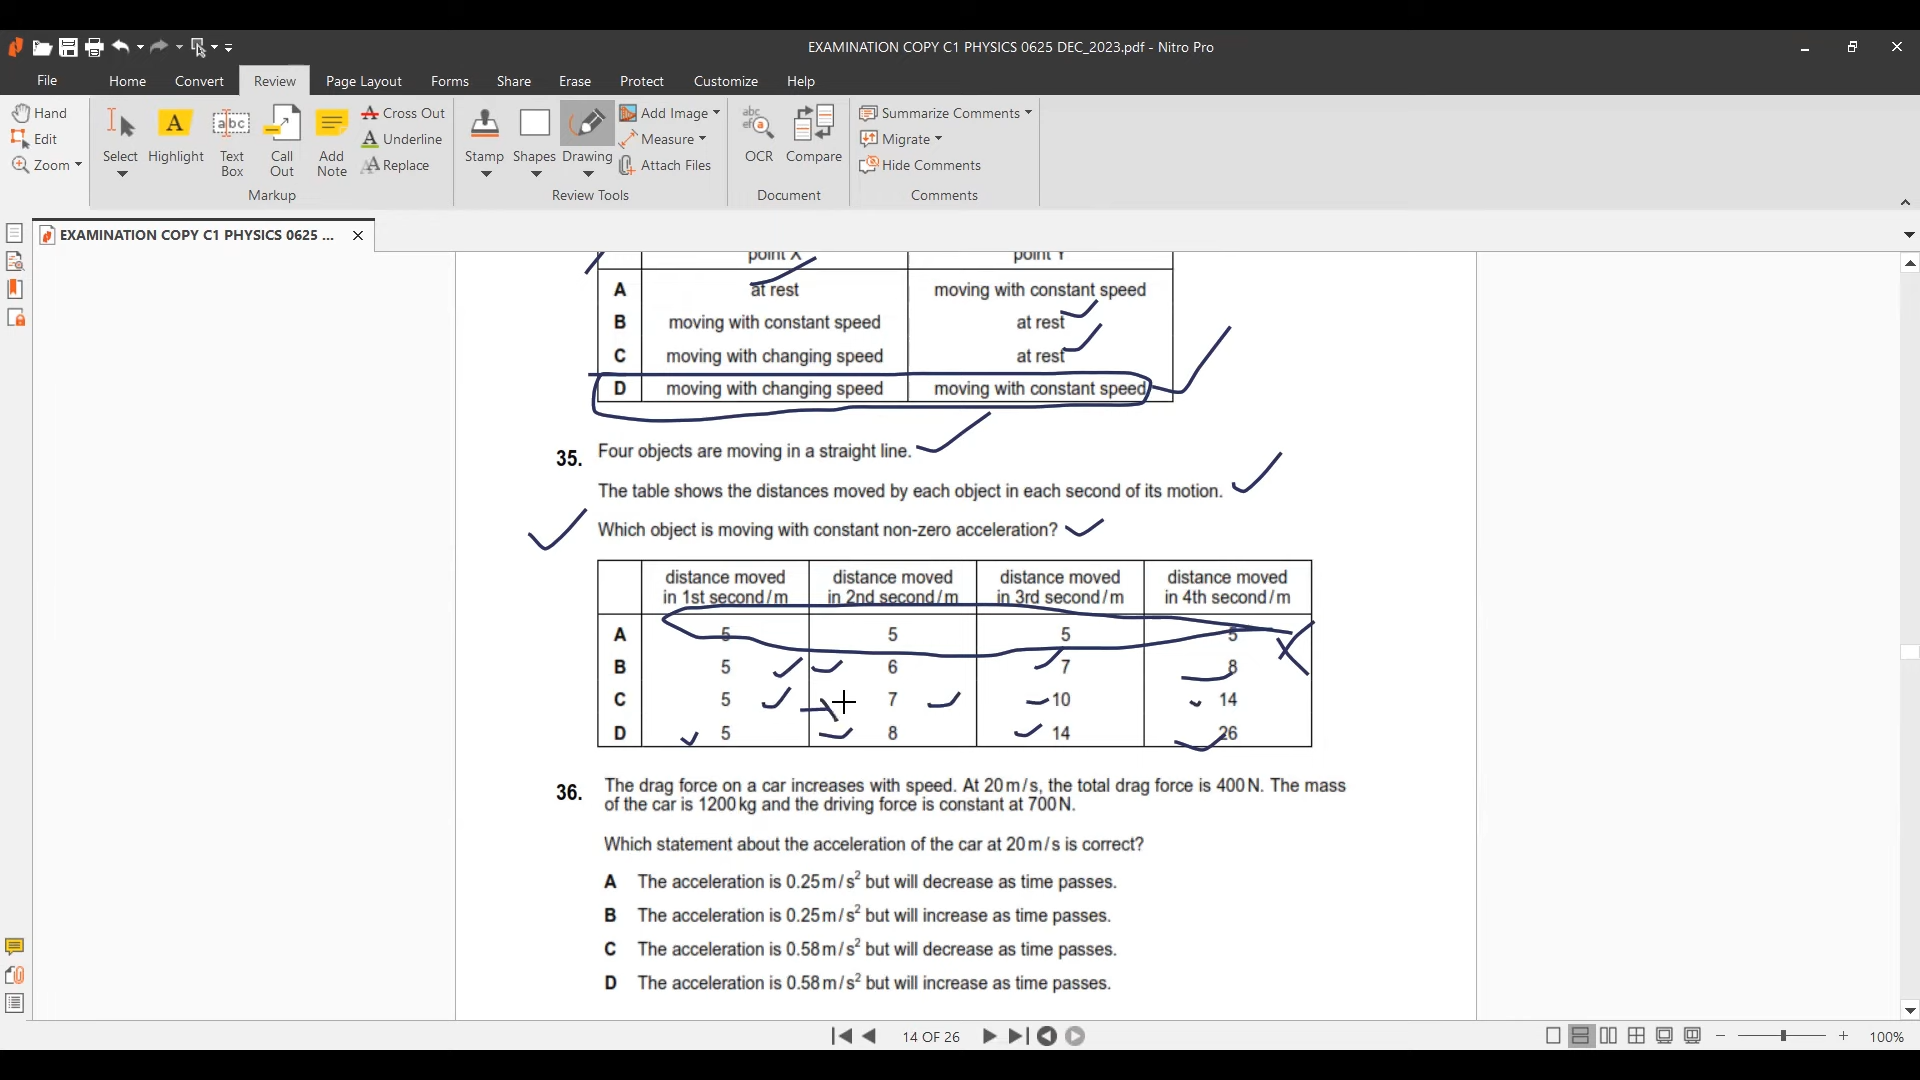 EXAMINATION COPY C1 PHYSICS 0625 DEC_2023.pdf - Nitro Pro
File Home Convert Review Page Layout Forms Share Erase Protect Customize Help
Hand
Edit
Zoom
Select
Highlight
Text Box
Call Out
Add Note
Cross Out
Underline
Replace
Markup
Stamp
Shapes
Drawing
Add Image
Measure
Attach Files
Review Tools
OCR
Compare
Document
Summarize Comments
Migrate
Hide Comments
Comments
EXAMINATION COPY C1 PHYSICS 0625 ...
point X point Y
A at rest moving with constant speed
B moving with constant speed at rest
C moving with changing speed at rest
D moving with changing speed moving with constant speed
35. Four objects are moving in a straight line.
The table shows the distances moved by each object in each second of its motion.
Which object is moving with constant non-zero acceleration?
distance moved distance moved distance moved distance moved
in 1st second/m in 2nd second/m in 3rd second/m in 4th second/m
A 5 5 5 5
B 5 6 7 8
C 5 7 10 14
D 5 8 14 26
36. The drag force on a car increases with speed. At 20 m/s, the total drag force is 400 N. The mass
of the car is 1200 kg and the driving force is constant at 700 N.
Which statement about the acceleration of the car at 20 m/s is correct?
A The acceleration is 0.25 m/s² but will decrease as time passes.
B The acceleration is 0.25 m/s² but will increase as time passes.
C The acceleration is 0.58 m/s² but will decrease as time passes.
D The acceleration is 0.58 m/s² but will increase as time passes.
14 OF 26
100%